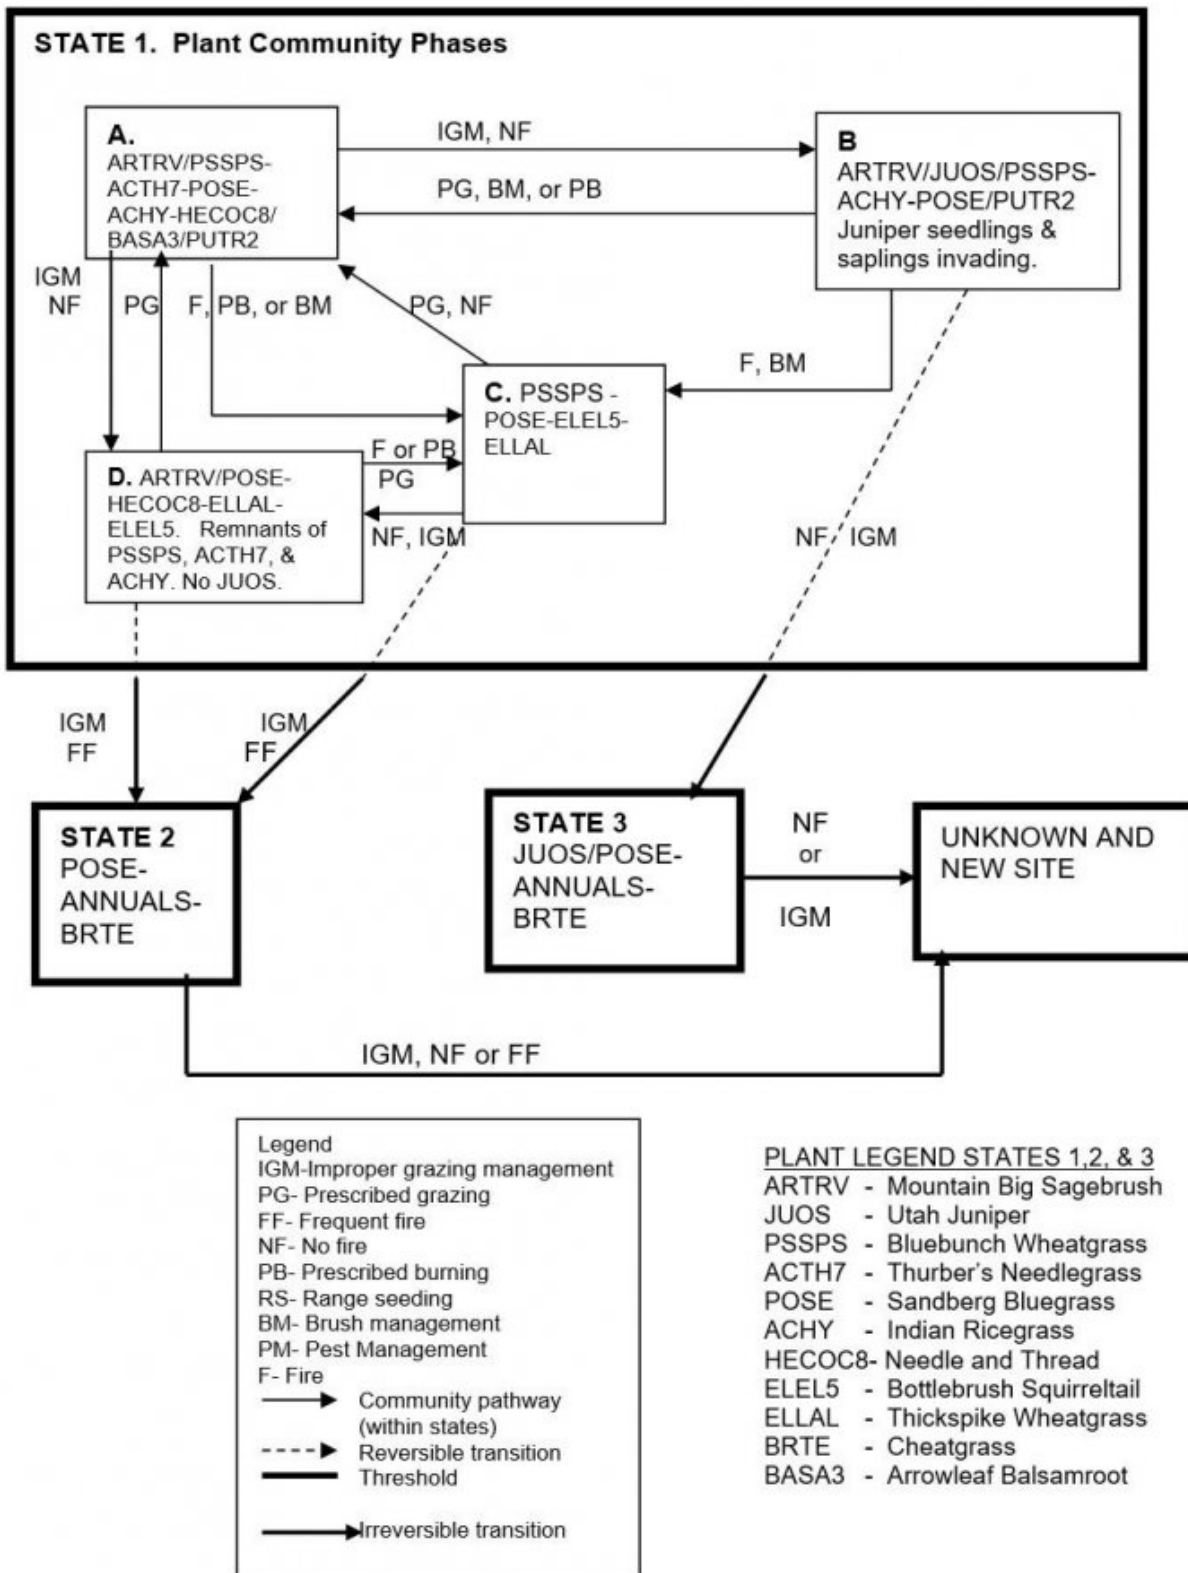 STATE 1. Plant Community Phases
A.
ARTRV/PSSPS-
ACTH7-POSE-
ACHY-HECOC8/
BASA3/PUTR2
IGM, NF
PG, BM, or PB
B
ARTRV/JUOS/PSSPS-
ACHY-POSE/PUTR2
Juniper seedlings &
saplings invading.
IGM
NF
PG
F, PB, or BM
PG, NF
F, BM
C. PSSPS -
POSE-ELEL5-
ELLAL
F or PB
PG
D. ARTRV/POSE-
HECOC8-ELLAL-
ELEL5. Remnants of
PSSPS, ACTH7, &
ACHY. No JUOS.
NF, IGM
NF IGM
IGM
FF
IGM
FF
STATE 2
POSE-
ANNUALS-
BRTE
STATE 3
JUOS/POSE-
ANNUALS-
BRTE
NF
or
IGM
UNKNOWN AND
NEW SITE
IGM, NF or FF
Legend
IGM-Improper grazing management
PG- Prescribed grazing
FF- Frequent fire
NF- No fire
PB- Prescribed burning
RS- Range seeding
BM- Brush management
PM- Pest Management
F- Fire
Community pathway
(within states)
Reversible transition
Threshold
Irreversible transition
PLANT LEGEND STATES 1,2, & 3
ARTRV - Mountain Big Sagebrush
JUOS - Utah Juniper
PSSPS - Bluebunch Wheatgrass
ACTH7 - Thurber's Needlegrass
POSE - Sandberg Bluegrass
ACHY - Indian Ricegrass
HECOC8- Needle and Thread
ELEL5 - Bottlebrush Squirreltail
ELLAL - Thickspike Wheatgrass
BRTE - Cheatgrass
BASA3 - Arrowleaf Balsamroot